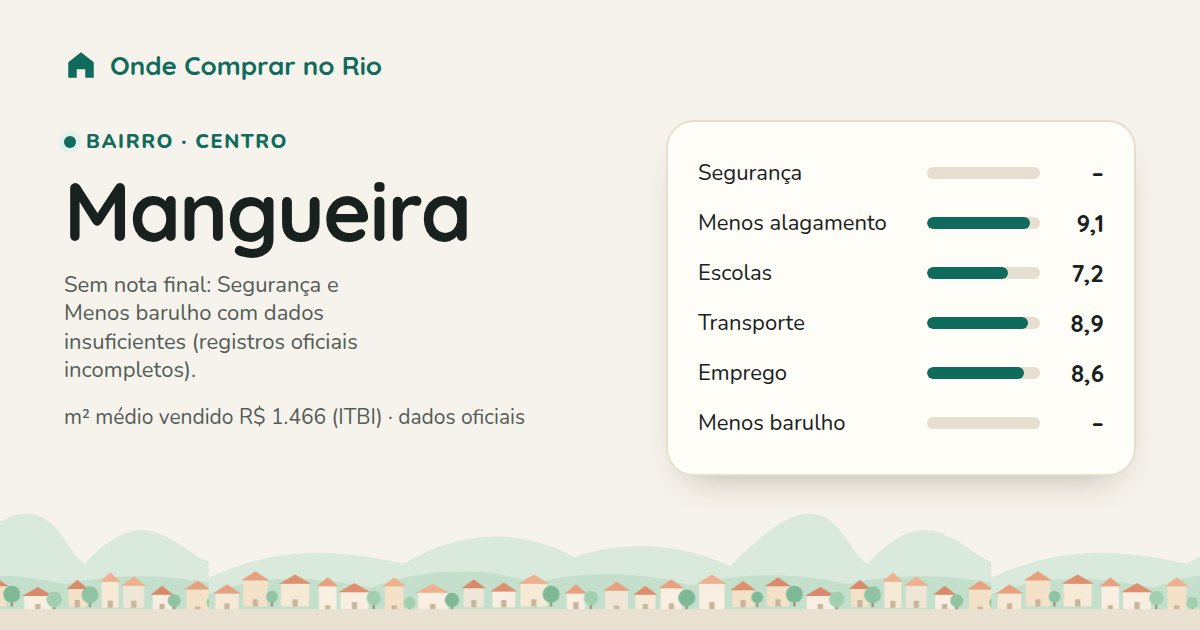 Onde Comprar no Rio
BAIRRO · CENTRO
Mangueira
Sem nota final: Segurança e
Menos barulho com dados
insuficientes (registros oficiais
incompletos).
m² médio vendido R$ 1.466 (ITBI) · dados oficiais
Segurança –
Menos alagamento 9,1
Escolas 7,2
Transporte 8,9
Emprego 8,6
Menos barulho –